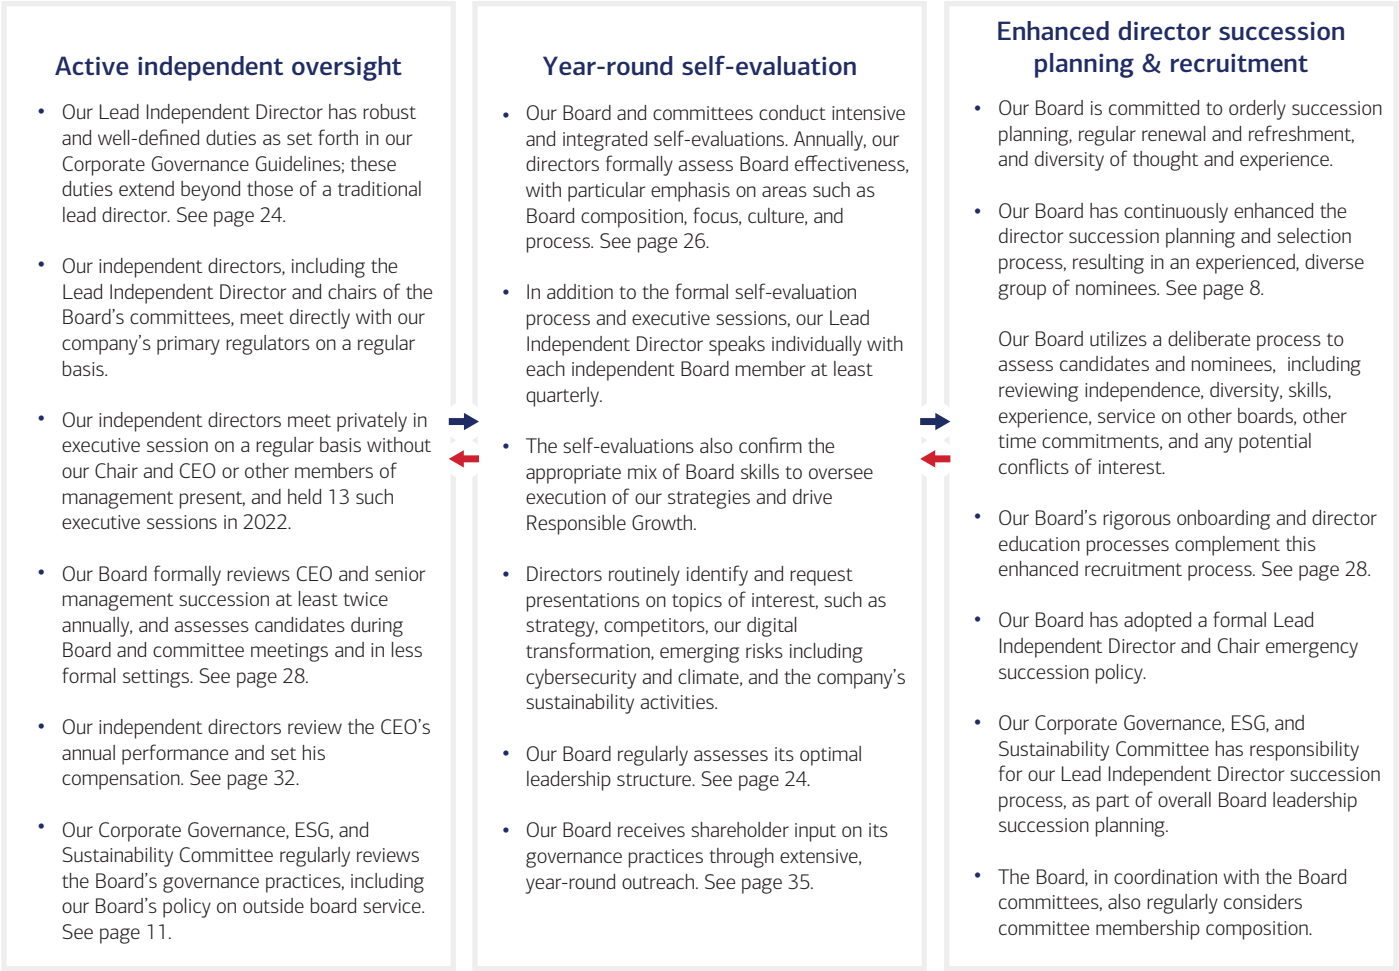 Active independent oversight
• Our Lead Independent Director has robust
and well-defined duties as set forth in our
Corporate Governance Guidelines; these
duties extend beyond those of a traditional
lead director. See page 24.
• Our independent directors, including the
Lead Independent Director and chairs of the
Board's committees, meet directly with our
company's primary regulators on a regular
basis.
• Our independent directors meet privately in
executive session on a regular basis without
our Chair and CEO or other members of
management present, and held 13 such
executive sessions in 2022.
• Our Board formally reviews CEO and senior
management succession at least twice
annually, and assesses candidates during
Board and committee meetings and in less
formal settings. See page 28.
• Our independent directors review the CEO's
annual performance and set his
compensation. See page 32.
• Our Corporate Governance, ESG, and
Sustainability Committee regularly reviews
the Board's governance practices, including
our Board's policy on outside board service.
See page 11.
Year-round self-evaluation
• Our Board and committees conduct intensive
and integrated self-evaluations. Annually, our
directors formally assess Board effectiveness,
with particular emphasis on areas such as
Board composition, focus, culture, and
process. See page 26.
• In addition to the formal self-evaluation
process and executive sessions, our Lead
Independent Director speaks individually with
each independent Board member at least
quarterly.
• The self-evaluations also confirm the
appropriate mix of Board skills to oversee
execution of our strategies and drive
Responsible Growth.
• Directors routinely identify and request
presentations on topics of interest, such as
strategy, competitors, our digital
transformation, emerging risks including
cybersecurity and climate, and the company's
sustainability activities.
• Our Board regularly assesses its optimal
leadership structure. See page 24.
• Our Board receives shareholder input on its
governance practices through extensive,
year-round outreach. See page 35.
Enhanced director succession
planning & recruitment
• Our Board is committed to orderly succession
planning, regular renewal and refreshment,
and diversity of thought and experience.
• Our Board has continuously enhanced the
director succession planning and selection
process, resulting in an experienced, diverse
group of nominees. See page 8.
Our Board utilizes a deliberate process to
assess candidates and nominees, including
reviewing independence, diversity, skills,
experience, service on other boards, other
time commitments, and any potential
conflicts of interest.
• Our Board's rigorous onboarding and director
education processes complement this
enhanced recruitment process. See page 28.
• Our Board has adopted a formal Lead
Independent Director and Chair emergency
succession policy.
• Our Corporate Governance, ESG, and
Sustainability Committee has responsibility
for our Lead Independent Director succession
process, as part of overall Board leadership
succession planning.
• The Board, in coordination with the Board
committees, also regularly considers
committee membership composition.